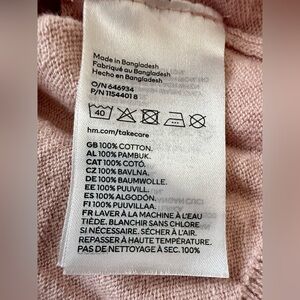 Made in Bangladesh
Fabriqué au Bangladesh
Hecho en Bangladesh
O/N 646934
P/N 1154401 8
40
hm.com/takecare
GB 100% COTTON.
AL 100% PAMBUK.
CAT 100% COTÓ.
CZ 100% BAVLNA.
DE 100% BAUMWOLLE.
EE 100% PUUVILL.
ES 100% ALGODÓN.
FI 100% PUUVILLAA.
FR LAVER À LA MACHINE À L'EAU
TIÈDE. BLANCHIR SANS CHLORE
SI NÉCESSAIRE. SÉCHER À L'AIR.
REPASSER À HAUTE TEMPÉRATURE.
PAS DE NETTOYAGE À SEC. 100%